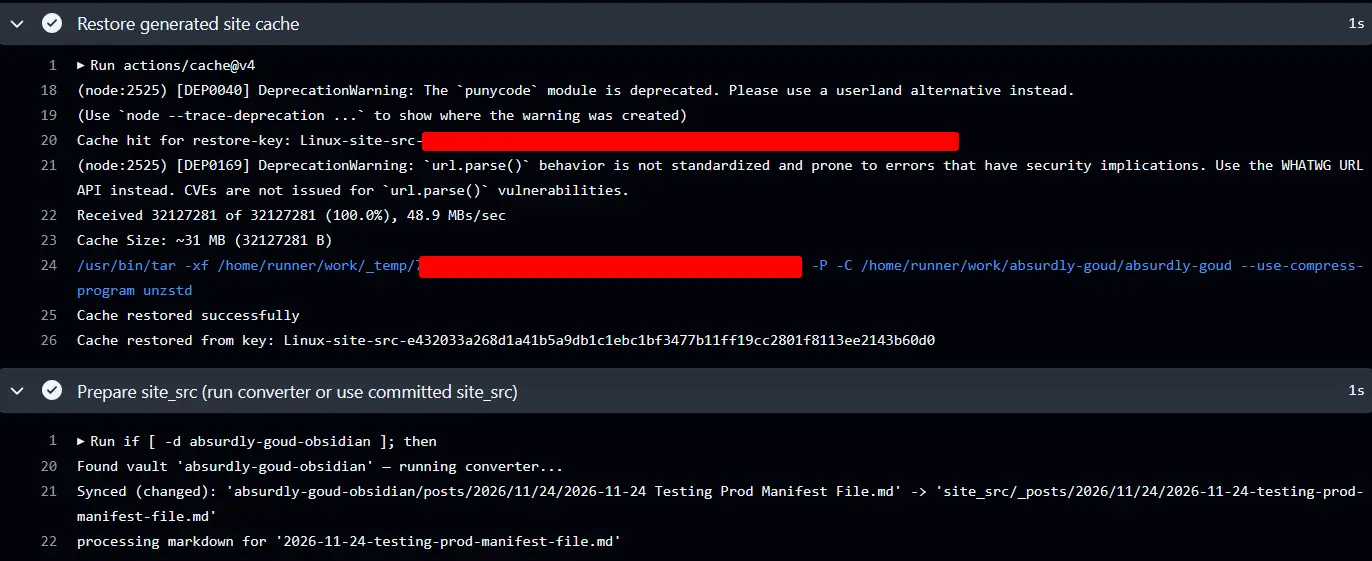 Restore generated site cache 1s
1 ▶ Run actions/cache@v4
18 (node:2525) [DEP0040] DeprecationWarning: The `punycode` module is deprecated. Please use a userland alternative instead.
19 (Use `node --trace-deprecation ...` to show where the warning was created)
20 Cache hit for restore-key: Linux-site-src-
21 (node:2525) [DEP0169] DeprecationWarning: `url.parse()` behavior is not standardized and prone to errors that have security implications. Use the WHATWG URL
API instead. CVEs are not issued for `url.parse()` vulnerabilities.
22 Received 32127281 of 32127281 (100.0%), 48.9 MBs/sec
23 Cache Size: ~31 MB (32127281 B)
24 /usr/bin/tar -xf /home/runner/work/_temp/ -P -C /home/runner/work/absurdly-goud/absurdly-goud --use-compress-
program unzstd
25 Cache restored successfully
26 Cache restored from key: Linux-site-src-e432033a268d1a41b5a9db1c1ebc1bf3477b11ff19cc2801f8113ee2143b60d0
Prepare site_src (run converter or use committed site_src) 1s
1 ▶ Run if [ -d absurdly-goud-obsidian ]; then
20 Found vault 'absurdly-goud-obsidian' — running converter...
21 Synced (changed): 'absurdly-goud-obsidian/posts/2026/11/24/2026-11-24 Testing Prod Manifest File.md' -> 'site_src/_posts/2026/11/24/2026-11-24-testing-prod-
manifest-file.md'
22 processing markdown for '2026-11-24-testing-prod-manifest-file.md'